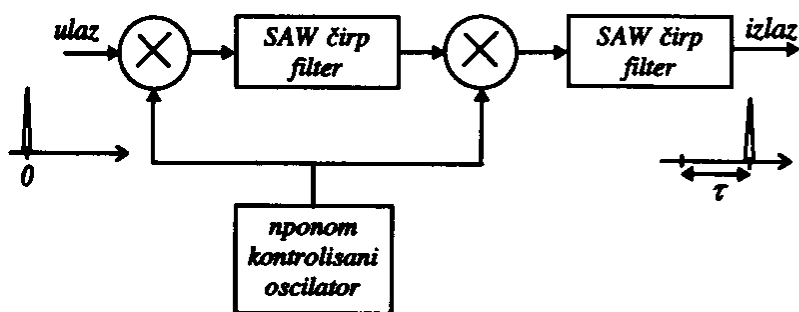 ulaz
SAW čirp
filter
SAW čirp
filter
izlaz
0
τ
nponom
kontrolisani
oscilator